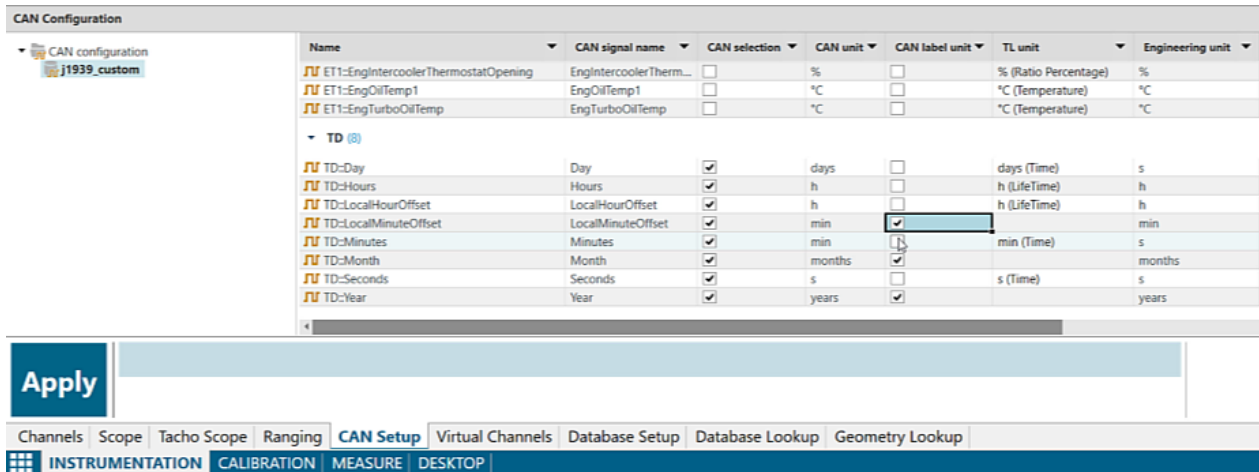 CAN Configuration
CAN configuration
j1939_custom
Name CAN signal name CAN selection CAN unit CAN label unit TL unit Engineering unit
ET1::EngIntercoolerThermostatOpening EngIntercoolerTherm... % % (Ratio Percentage) %
ET1::EngOilTemp1 EngOilTemp1 °C °C (Temperature) °C
ET1::EngTurboOilTemp EngTurboOilTemp °C °C (Temperature) °C
TD (8)
TD::Day Day days days (Time) s
TD::Hours Hours h h (LifeTime) h
TD::LocalHourOffset LocalHourOffset h h (LifeTime) h
TD::LocalMinuteOffset LocalMinuteOffset min min
TD::Minutes Minutes min min (Time) s
TD::Month Month months months
TD::Seconds Seconds s s (Time) s
TD::Year Year years years
Apply
Channels Scope Tacho Scope Ranging CAN Setup Virtual Channels Database Setup Database Lookup Geometry Lookup
INSTRUMENTATION CALIBRATION MEASURE DESKTOP